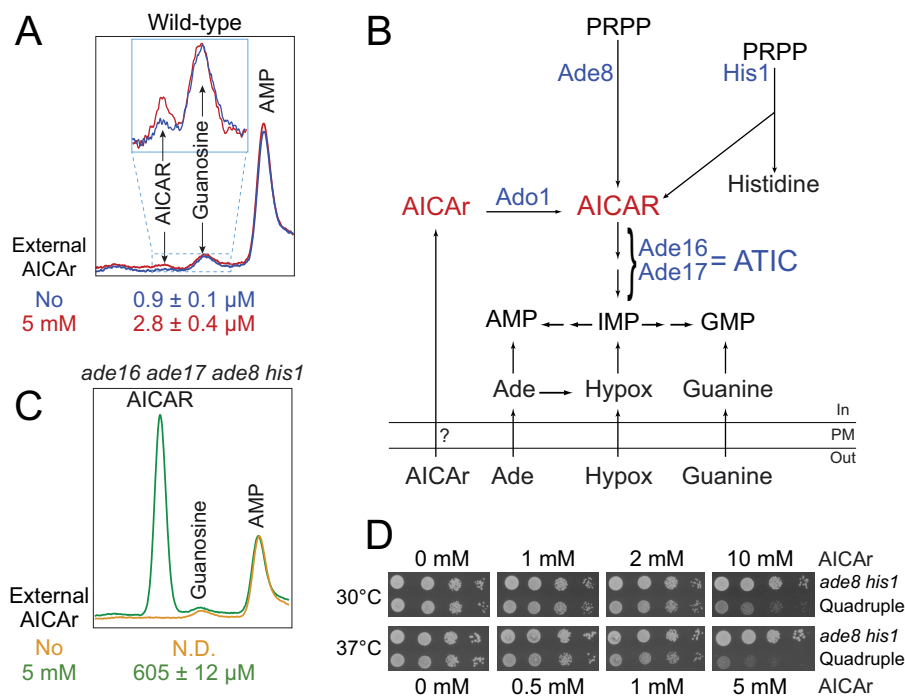 A
Wild-type
AICAR
Guanosine
AMP
External
AICAr
No
0.9 ± 0.1 µM
5 mM
2.8 ± 0.4 µM
B
PRPP
PRPP
Ade8
His1
Histidine
AICAr
Ado1
AICAR
Ade16
Ade17
}
= ATIC
AMP
IMP
GMP
Ade
Hypox
Guanine
In
?
PM
Out
AICAr
Ade
Hypox
Guanine
C
ade16 ade17 ade8 his1
AICAR
Guanosine
AMP
External
AICAr
No
N.D.
5 mM
605 ± 12 µM
D
0 mM
1 mM
2 mM
10 mM
AICAr
30°C
ade8 his1
Quadruple
37°C
ade8 his1
Quadruple
0 mM
0.5 mM
1 mM
5 mM
AICAr